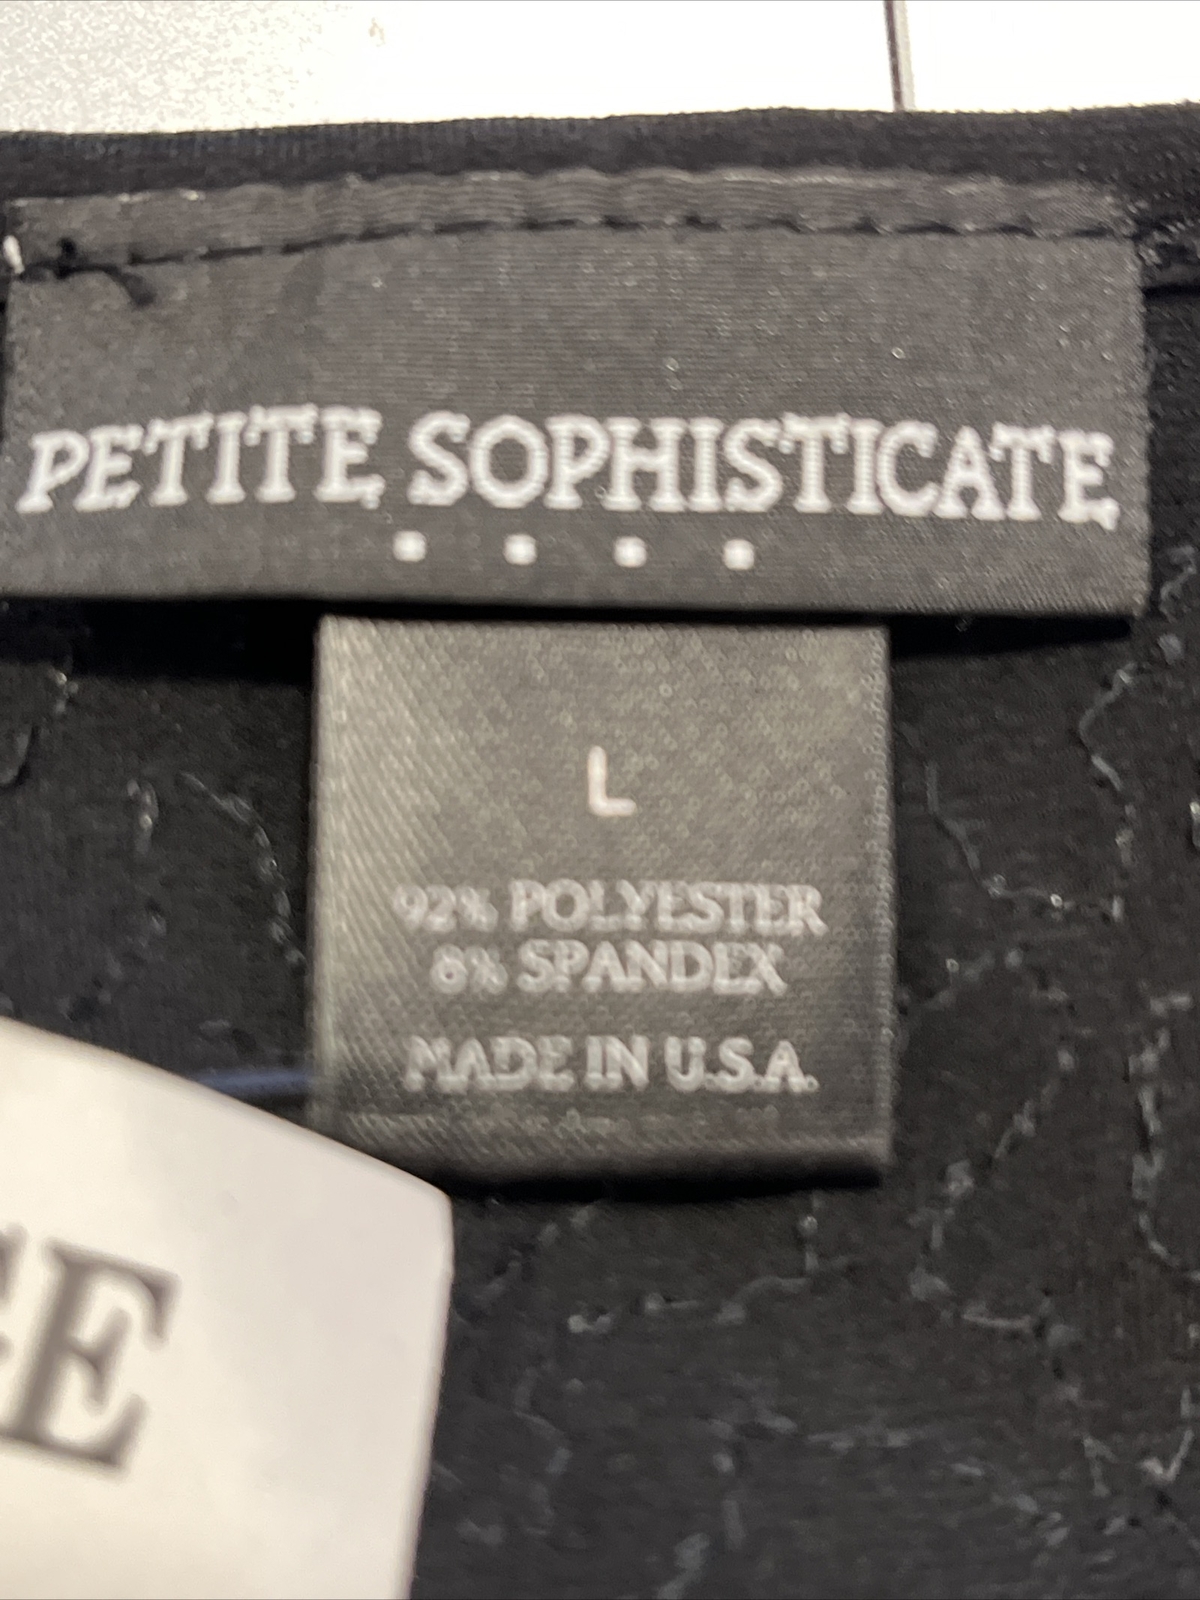 PETITE SOPHISTICATE
L
92% POLYESTER
8% SPANDEX
MADE IN U.S.A.